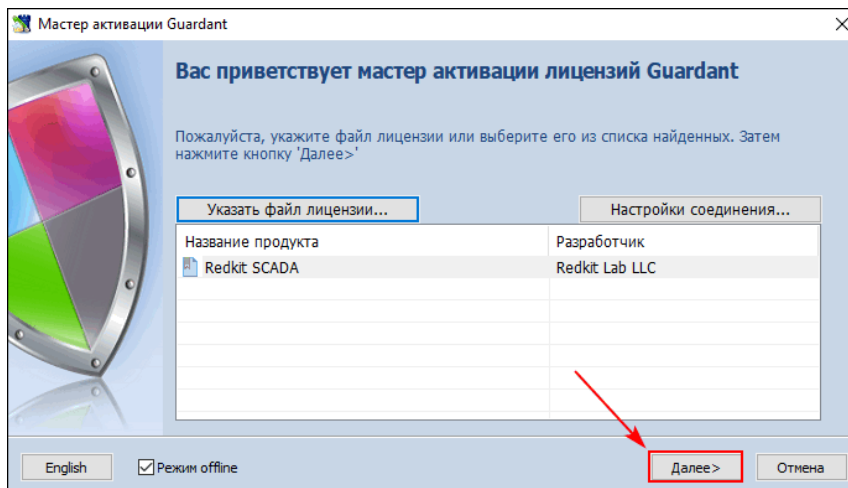 Мастер активации Guardant
Вас приветствует мастер активации лицензий Guardant
Пожалуйста, укажите файл лицензии или выберите его из списка найденных. Затем
нажмите кнопку 'Далее>'
Указать файл лицензии... Настройки соединения...
Название продукта Разработчик
Redkit SCADA Redkit Lab LLC
English Режим offline Далее> Отмена